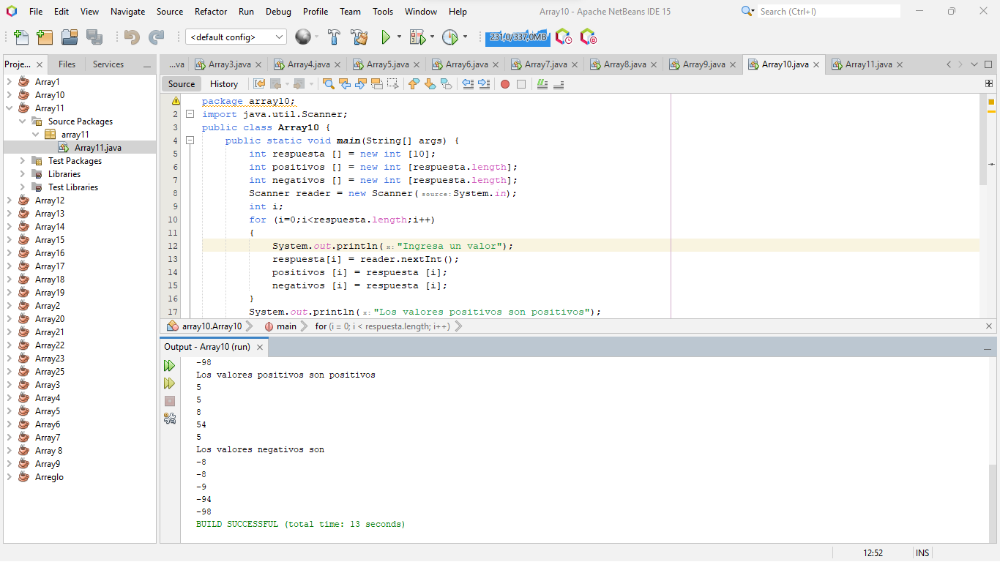 File Edit View Navigate Source Refactor Run Debug Profile Team Tools Window Help Array10 - Apache NetBeans IDE 15 Search (Ctrl+I)
<default config> 231,0/337,0MB
Proje... Files Services
...va Array3.java Array4.java Array5.java Array6.java Array7.java Array8.java Array9.java Array10.java Array11.java
Source History
Array1
Array10
Array11
Source Packages
array11
Array11.java
Test Packages
Libraries
Test Libraries
Array12
Array13
Array14
Array15
Array16
Array17
Array18
Array19
Array2
Array20
Array21
Array22
Array23
Array25
Array3
Array4
Array5
Array6
Array7
Array 8
Array9
Arreglo
package array10;
2 import java.util.Scanner;
3 public class Array10 {
4 public static void main(String[] args) {
5 int respuesta [] = new int [10];
6 int positivos [] = new int [respuesta.length];
7 int negativos [] = new int [respuesta.length];
8 Scanner reader = new Scanner( source: System.in);
9 int i;
10 for (i=0;i<respuesta.length;i++)
11 {
12 System.out.println( x: "Ingresa un valor");
13 respuesta[i] = reader.nextInt();
14 positivos [i] = respuesta [i];
15 negativos [i] = respuesta [i];
16 }
17 System.out.println( x: "Los valores positivos son positivos");
array10.Array10 main for (i = 0; i < respuesta.length; i++)
Output - Array10 (run)
-98
Los valores positivos son positivos
5
5
8
54
5
Los valores negativos son
-8
-8
-9
-94
-98
BUILD SUCCESSFUL (total time: 13 seconds)
12:52 INS